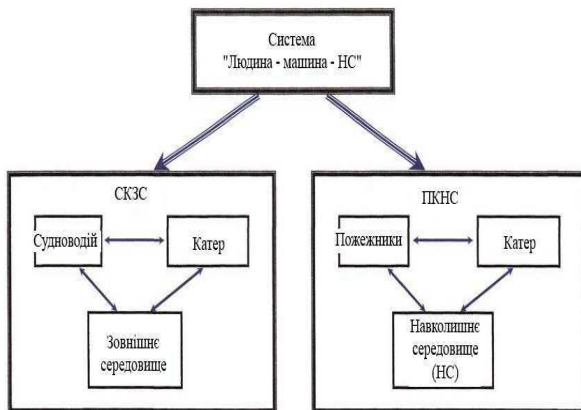 Система
"Людина - машина - НС"
СКЗС
Судноводій
Катер
Зовнішнє
середовище
ПКНС
Пожежники
Катер
Навколишнє
середовище
(НС)